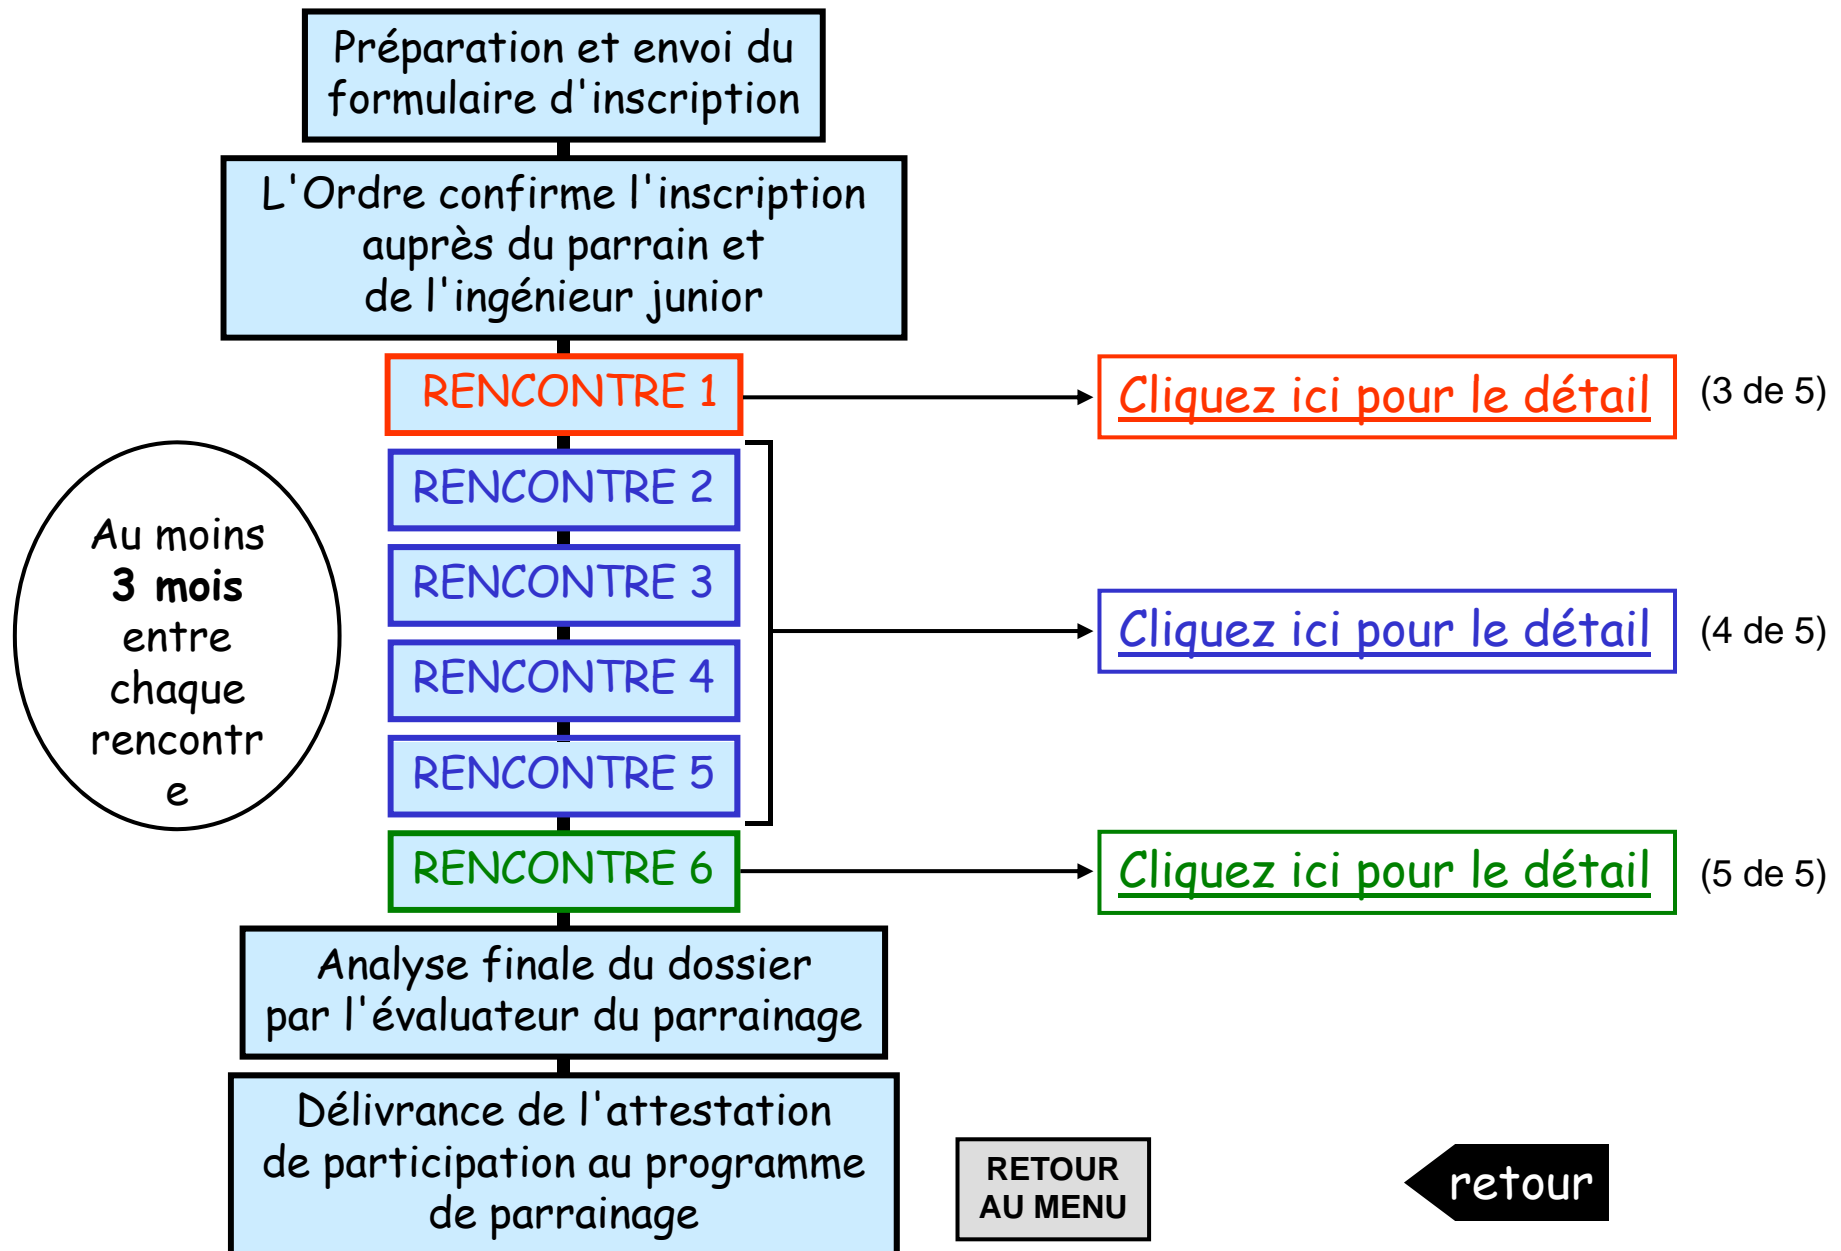 Préparation et envoi du
formulaire d'inscription
L'Ordre confirme l'inscription
auprès du parrain et
de l'ingénieur junior
RENCONTRE 1
Cliquez ici pour le détail
(3 de 5)
RENCONTRE 2
RENCONTRE 3
RENCONTRE 4
RENCONTRE 5
Au moins
3 mois
entre
chaque
rencontr
e
Cliquez ici pour le détail
(4 de 5)
RENCONTRE 6
Cliquez ici pour le détail
(5 de 5)
Analyse finale du dossier
par l'évaluateur du parrainage
Délivrance de l'attestation
de participation au programme
de parrainage
RETOUR
AU MENU
retour